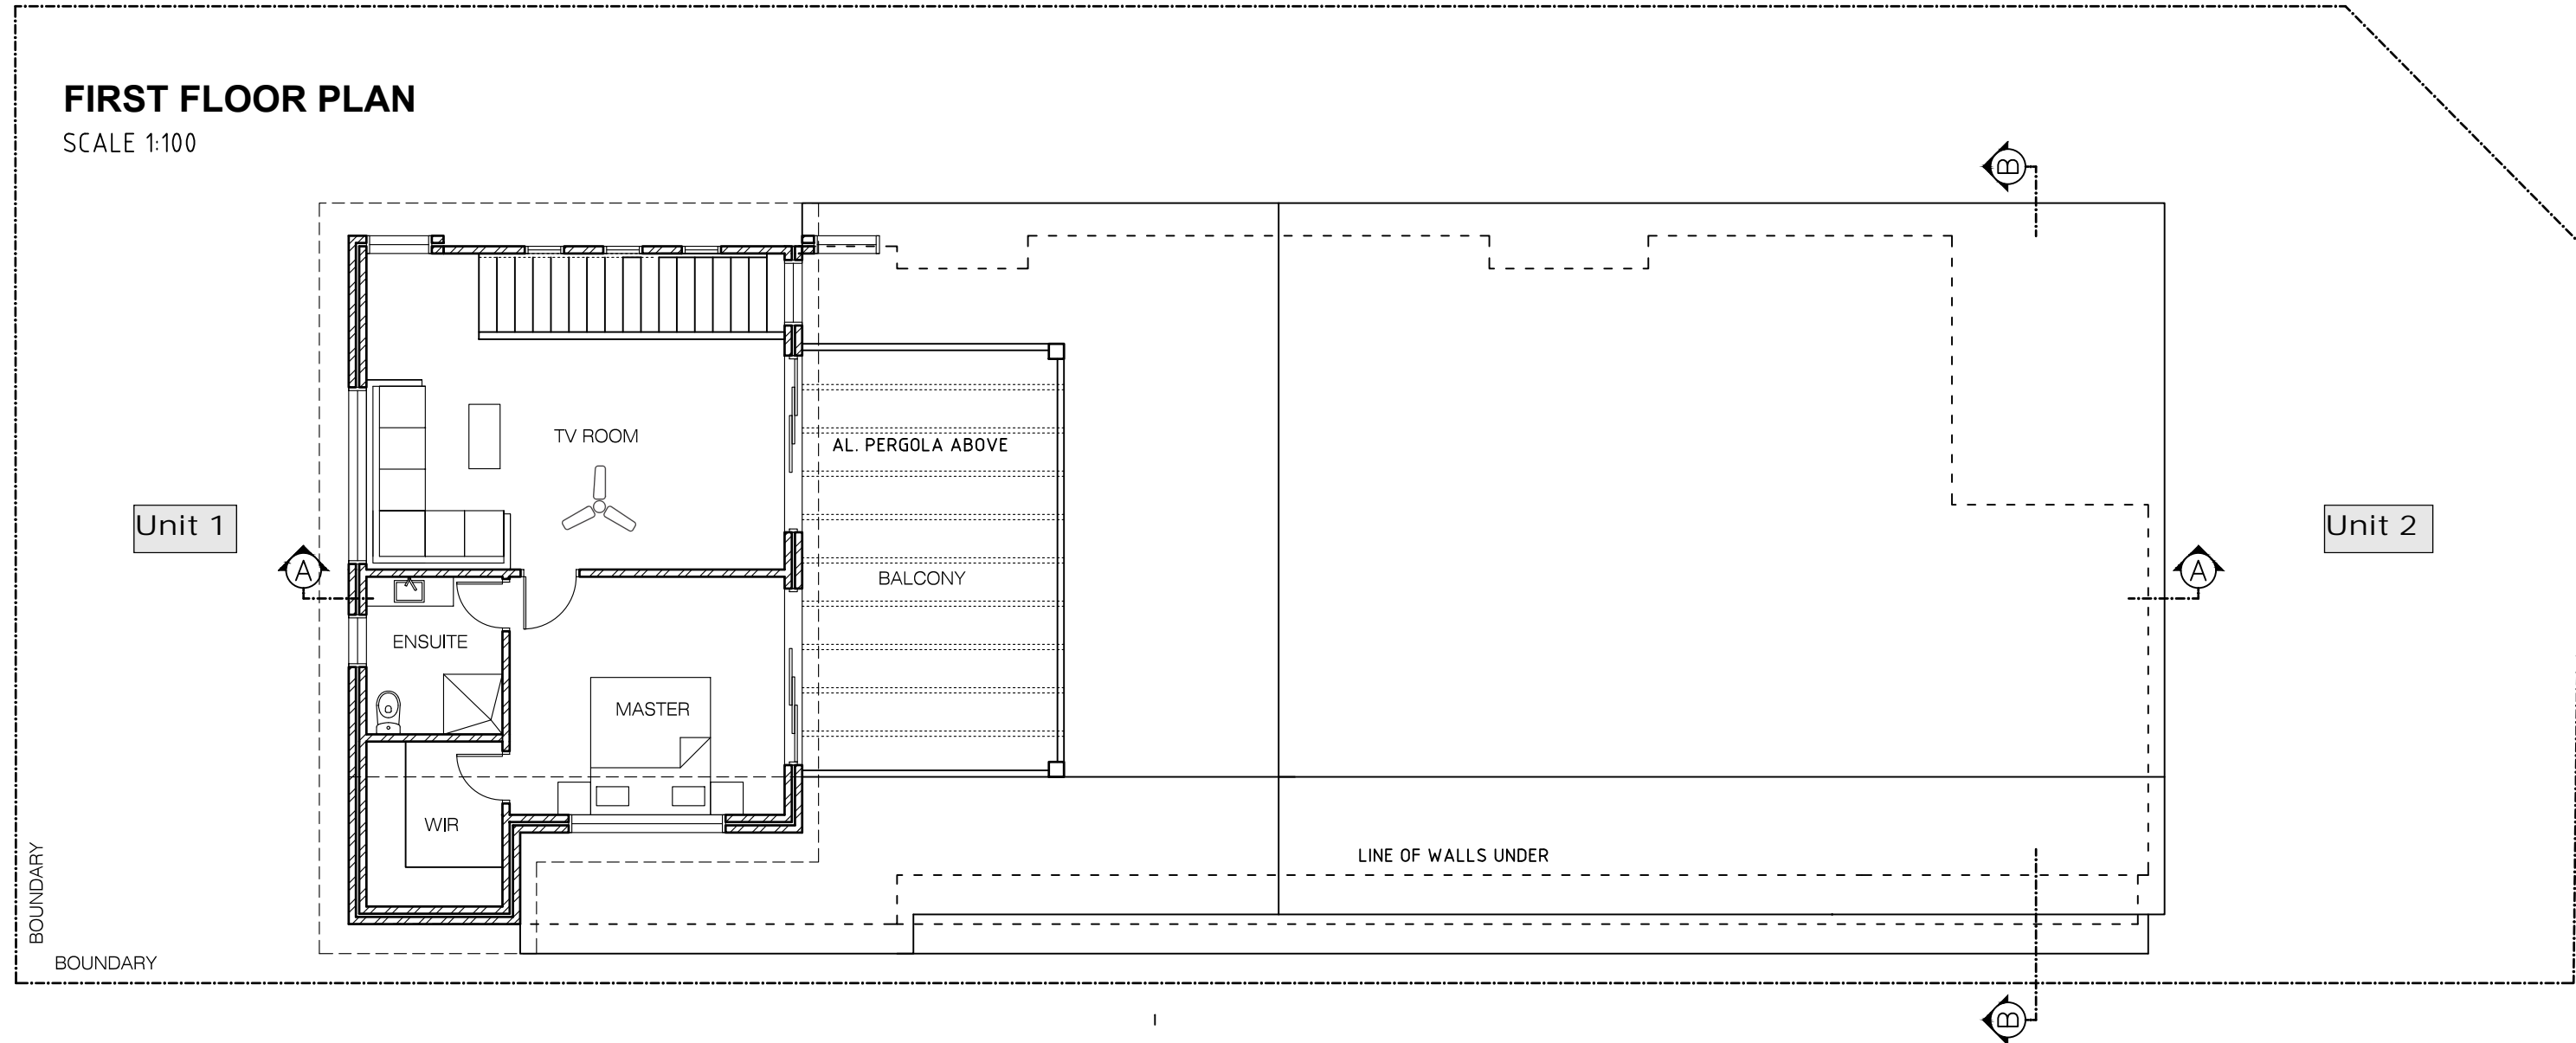 FIRST FLOOR PLAN
SCALE 1:100
B
TV ROOM
AL. PERGOLA ABOVE
Unit 1
Unit 2
A
BALCONY
A
ENSUITE
MASTER
WIR
LINE OF WALLS UNDER
BOUNDARY
BOUNDARY
B